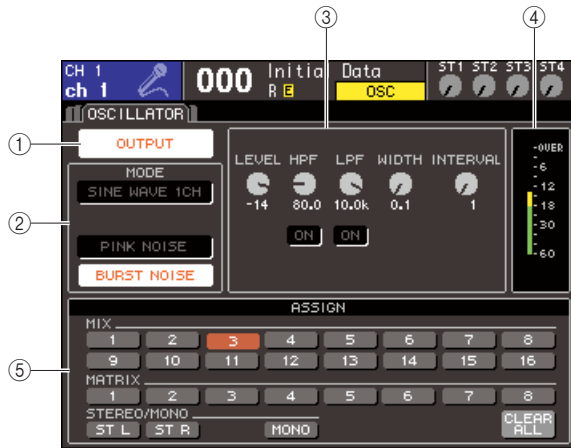 ③ ④
CH 1
ch 1
000
Initial Data
R E
OSC
ST1 ST2 ST3 ST4
OSCILLATOR
① OUTPUT
② MODE
SINE WAVE 1CH
PINK NOISE
BURST NOISE
LEVEL HPF LPF WIDTH INTERVAL
-14 80.0 10.0k 0.1 1
ON ON
-OVER
-6
-12
-18
-30
-60
⑤ ASSIGN
MIX
1 2 3 4 5 6 7 8
9 10 11 12 13 14 15 16
MATRIX
1 2 3 4 5 6 7 8
STEREO/MONO
ST L ST R MONO
CLEAR
ALL